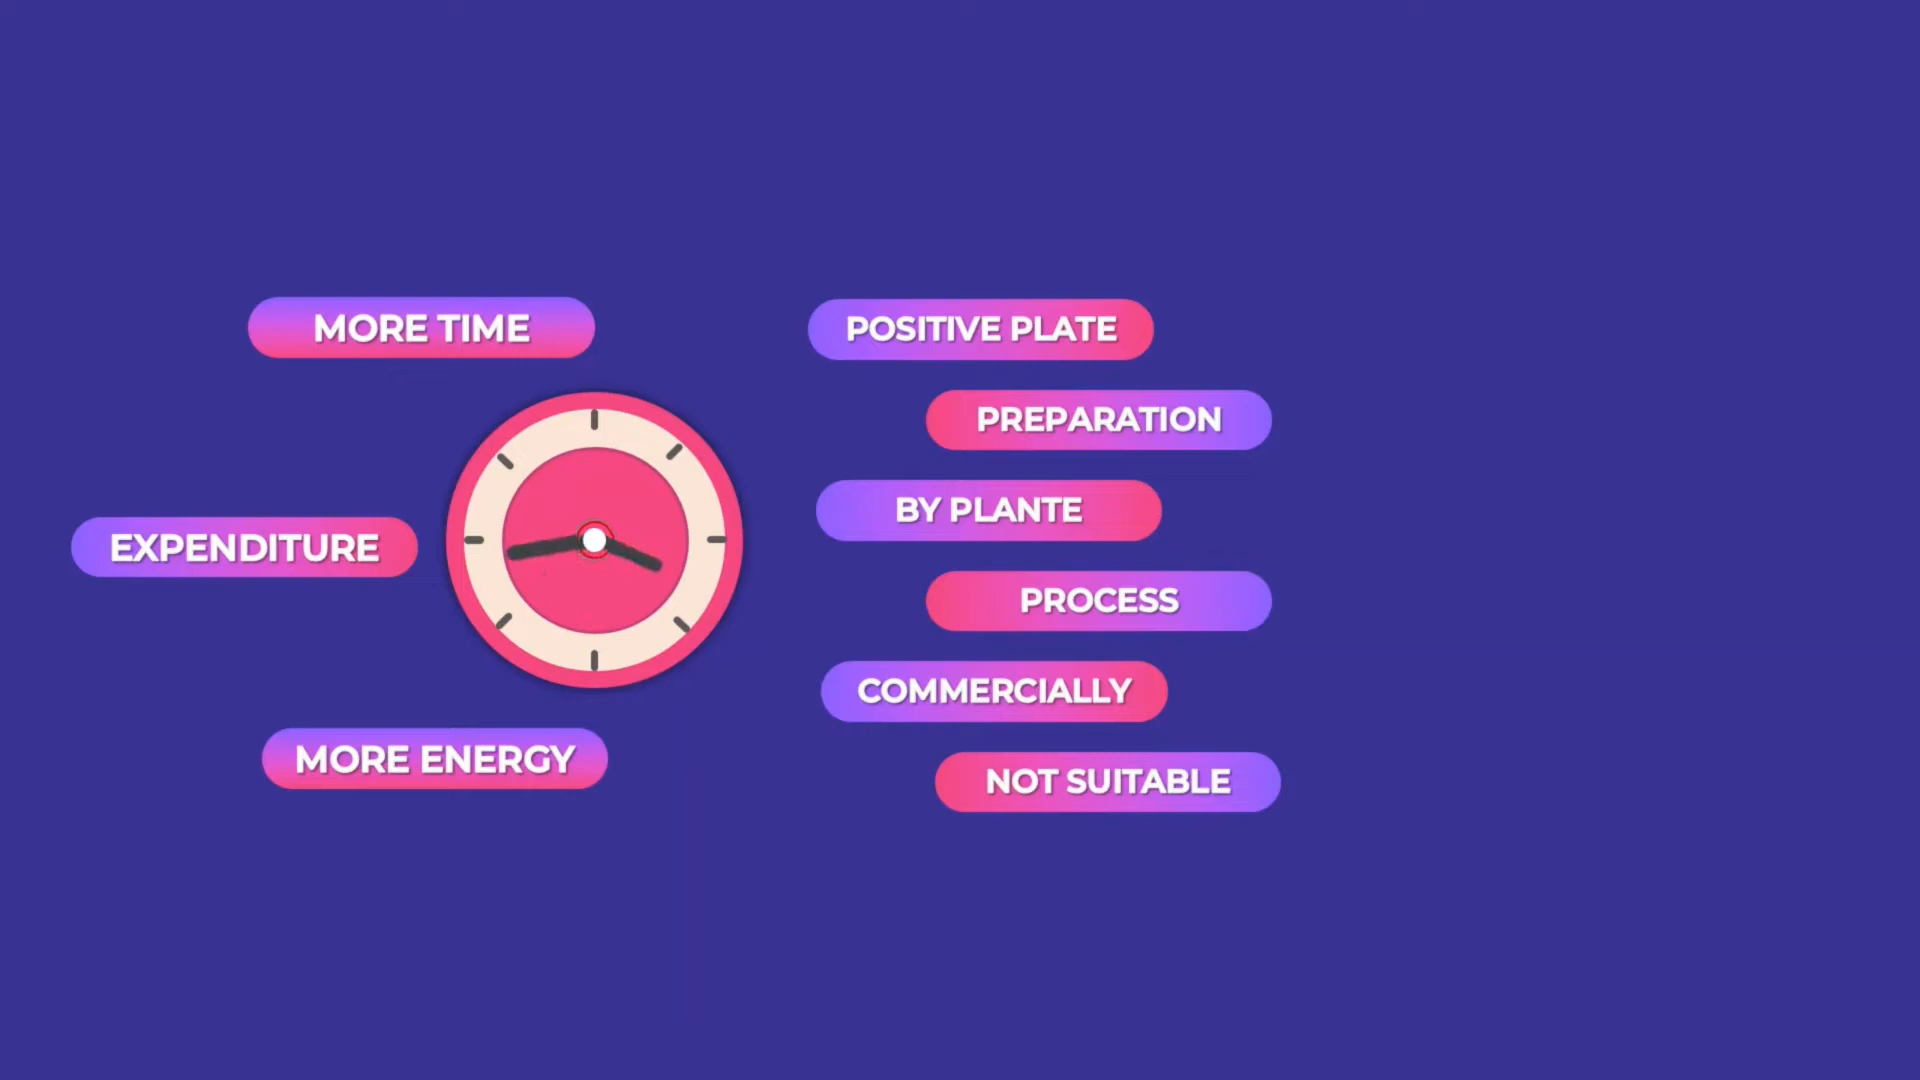 MORE TIME
EXPENDITURE
MORE ENERGY
POSITIVE PLATE
PREPARATION
BY PLANTE
PROCESS
COMMERCIALLY
NOT SUITABLE